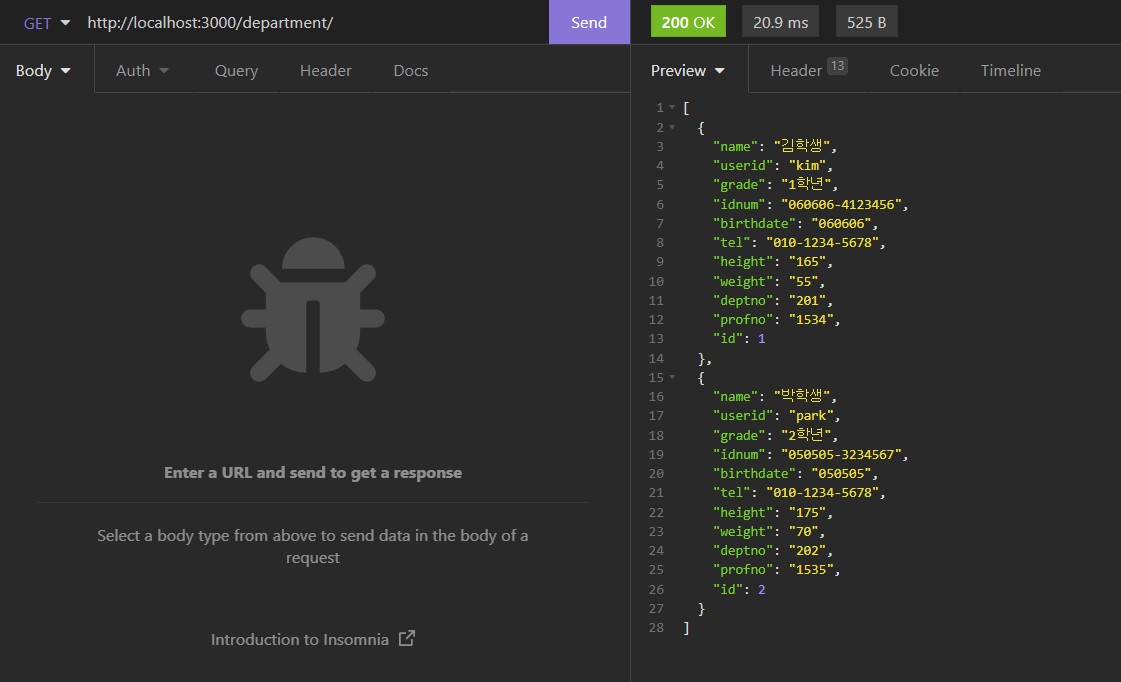 GET http://localhost:3000/department/ Send 200 OK 20.9 ms 525 B
Body Auth Query Header Docs
Preview Header 13 Cookie Timeline
Enter a URL and send to get a response
Select a body type from above to send data in the body of a
request
Introduction to Insomnia
1 [
2 {
3 "name": "김학생",
4 "userid": "kim",
5 "grade": "1학년",
6 "idnum": "060606-4123456",
7 "birthdate": "060606",
8 "tel": "010-1234-5678",
9 "height": "165",
10 "weight": "55",
11 "deptno": "201",
12 "profno": "1534",
13 "id": 1
14 },
15 {
16 "name": "박학생",
17 "userid": "park",
18 "grade": "2학년",
19 "idnum": "050505-3234567",
20 "birthdate": "050505",
21 "tel": "010-1234-5678",
22 "height": "175",
23 "weight": "70",
24 "deptno": "202",
25 "profno": "1535",
26 "id": 2
27 }
28 ]